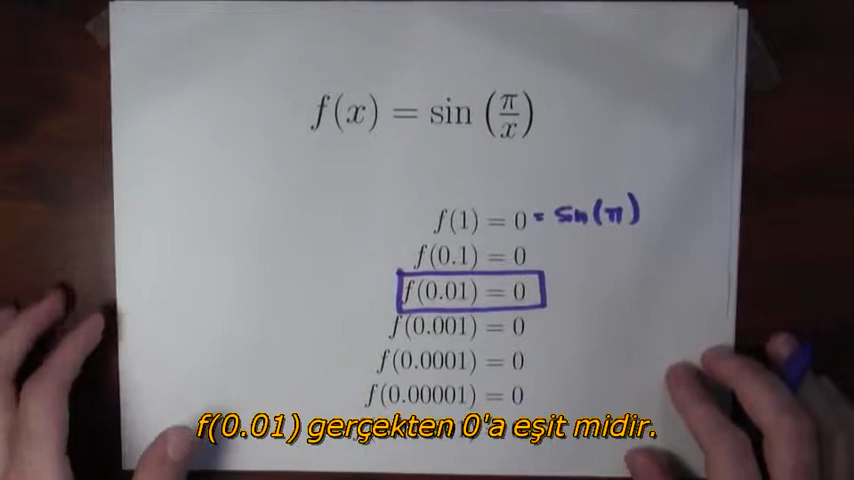 f(x) = sin (π/x)
f(1) = 0 = sin(π)
f(0.1) = 0
f(0.01) = 0
f(0.001) = 0
f(0.0001) = 0
f(0.00001) = 0
f(0.01) gerçekten 0'a eşit midir.